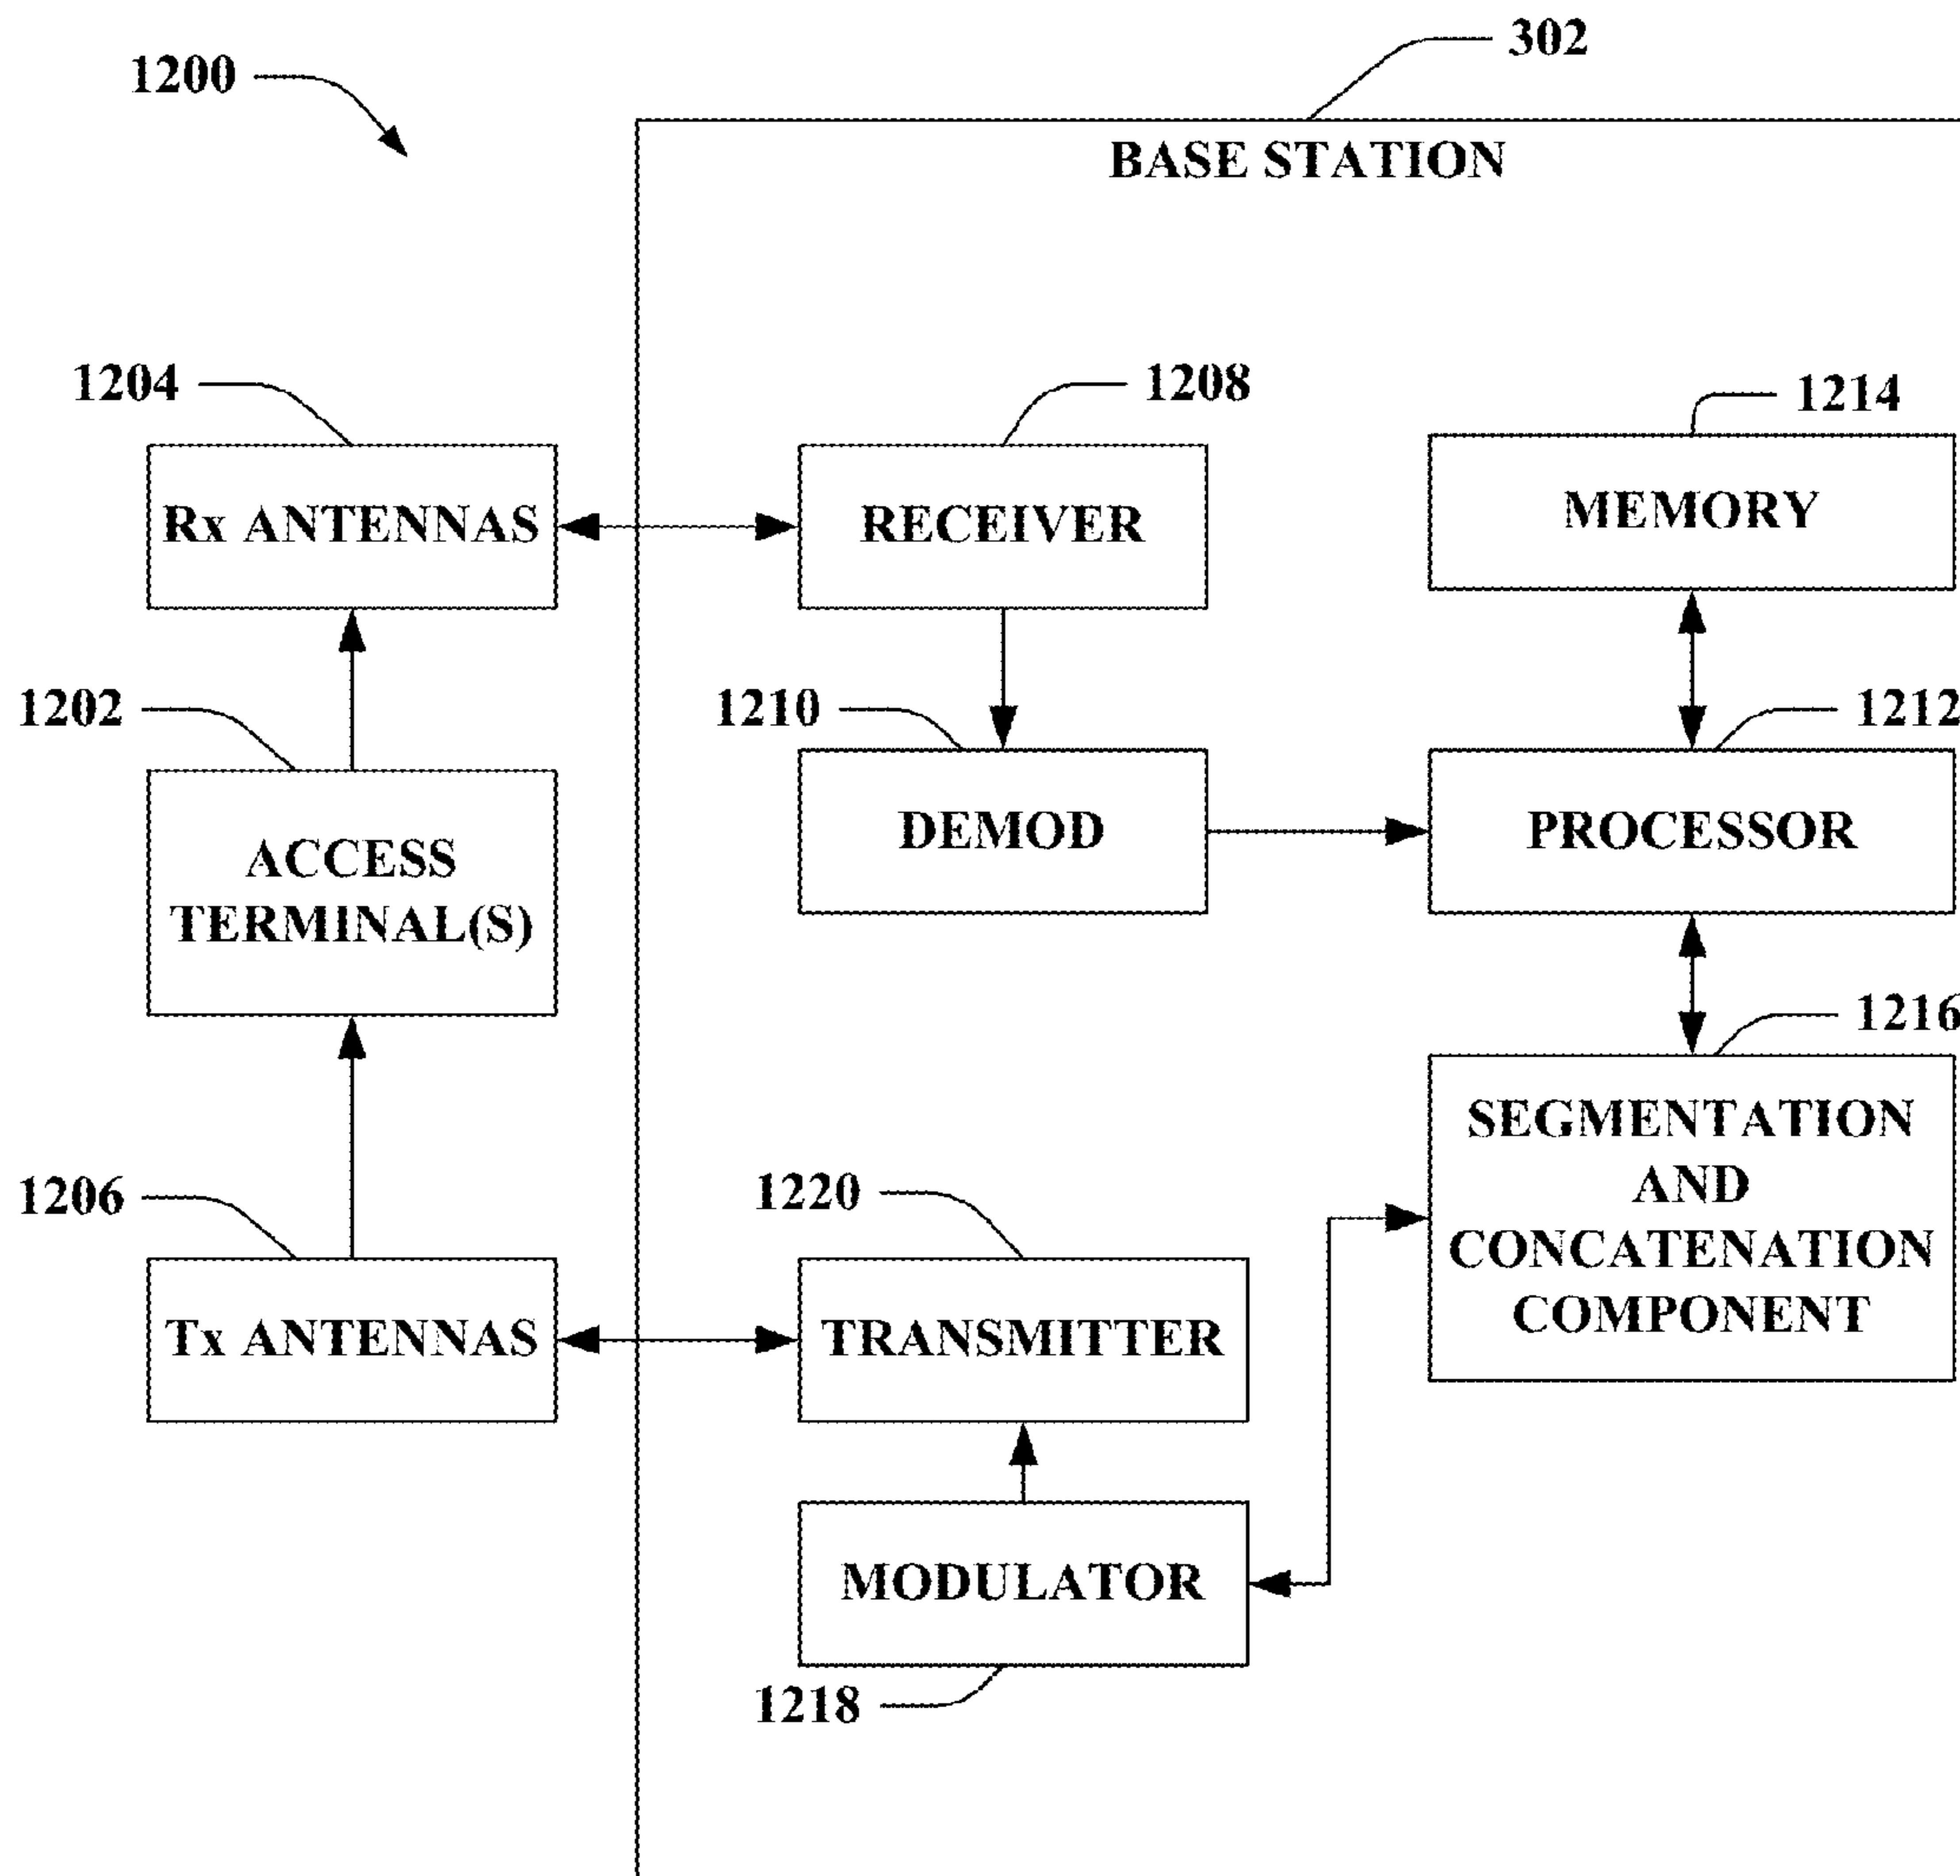 302
1200
BASE STATION
1204
1208
1214
Rx ANTENNAS
RECEIVER
MEMORY
1202
1210
1212
ACCESS
TERMINAL(S)
DEMOD
PROCESSOR
1216
SEGMENTATION
AND
CONCATENATION
COMPONENT
1206
1220
Tx ANTENNAS
TRANSMITTER
MODULATOR
1218